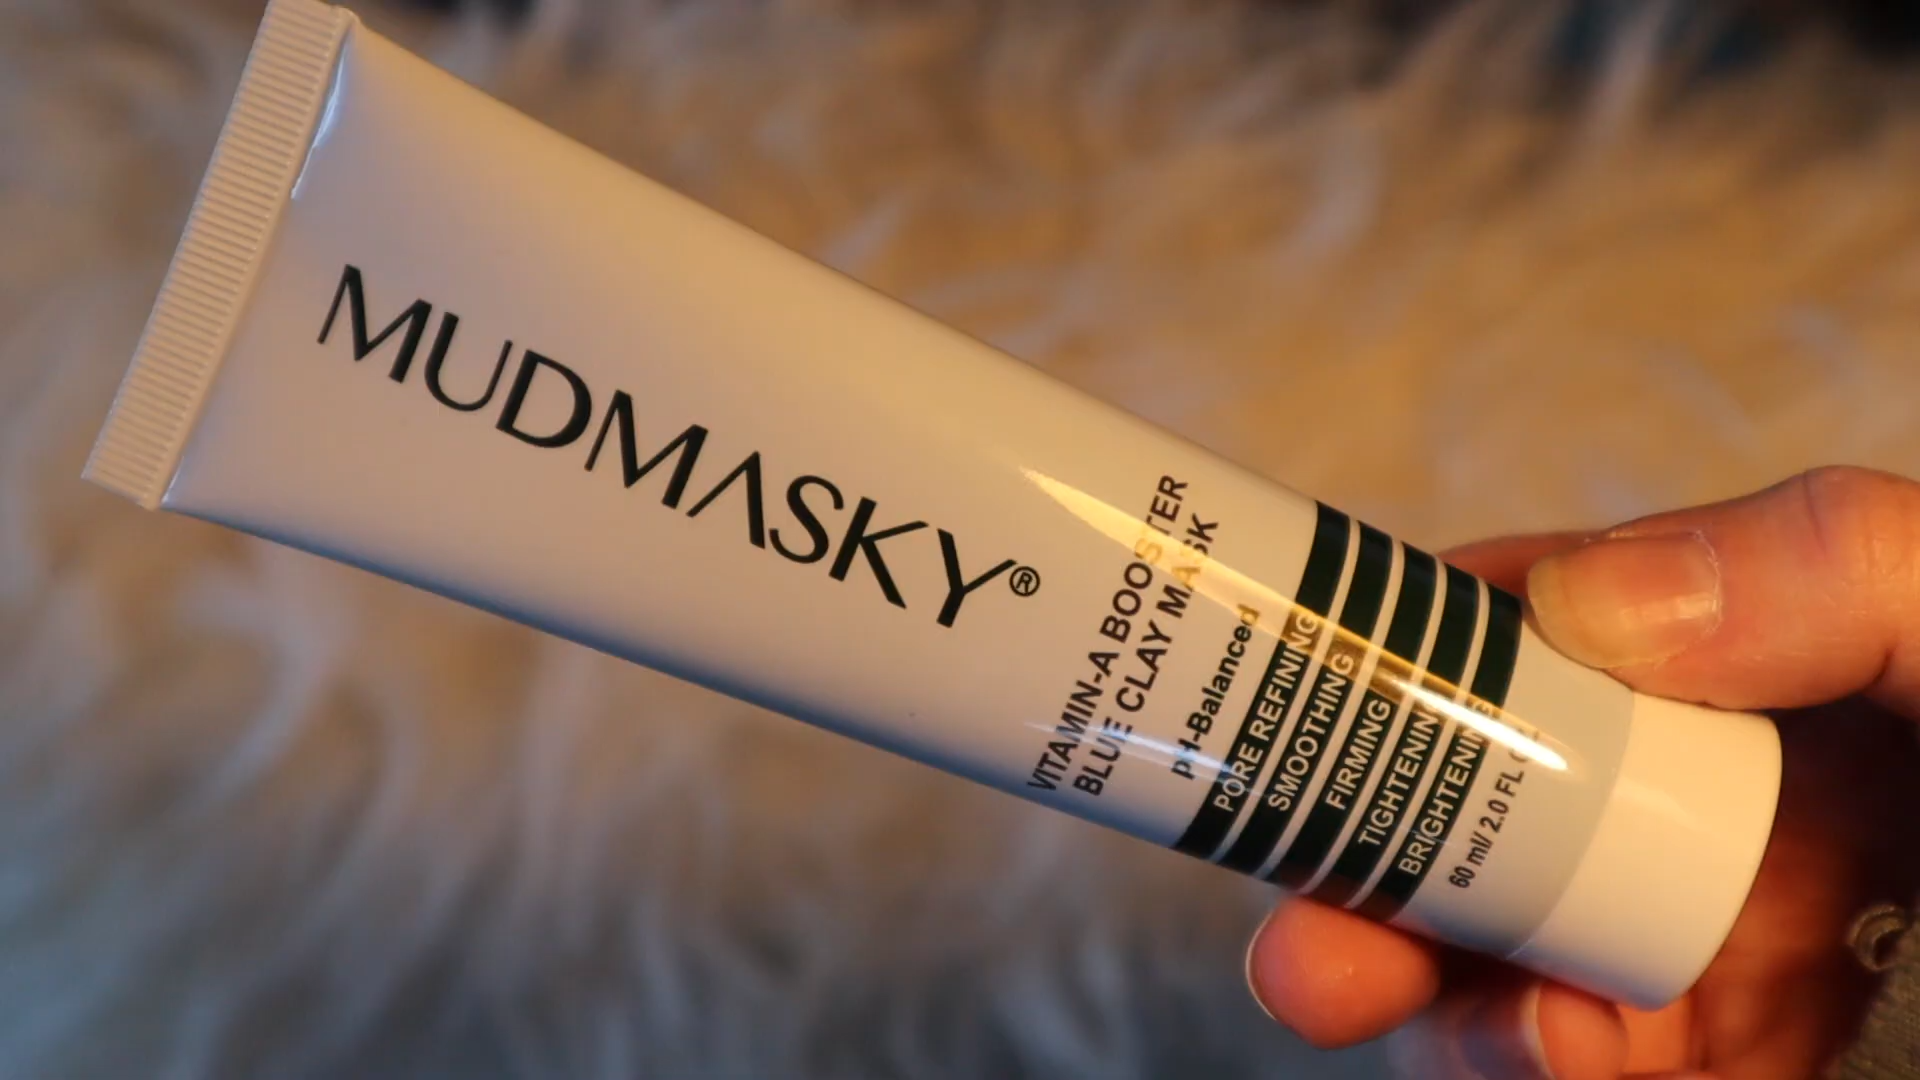 MUDMASKY®
VITAMIN-A BOOSTER
BLUE CLAY MASK
pH-Balanced
PORE REFINING
SMOOTHING
FIRMING
TIGHTENING
BRIGHTENING
60 ml/ 2.0 FL